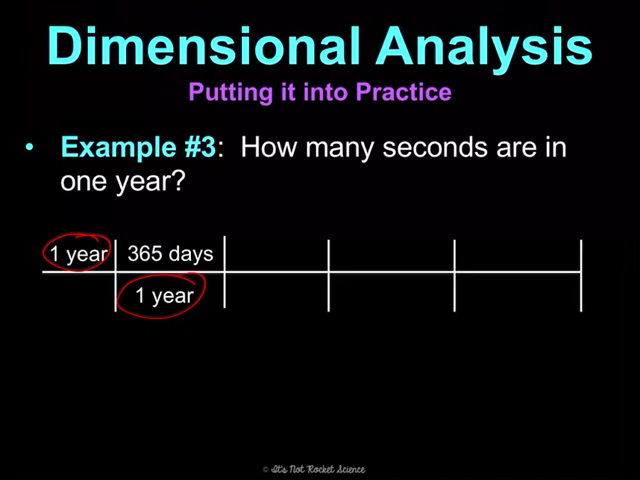 Dimensional Analysis
Putting it into Practice
• Example #3: How many seconds are in
one year?
1 year 365 days
1 year
© It's Not Rocket Science